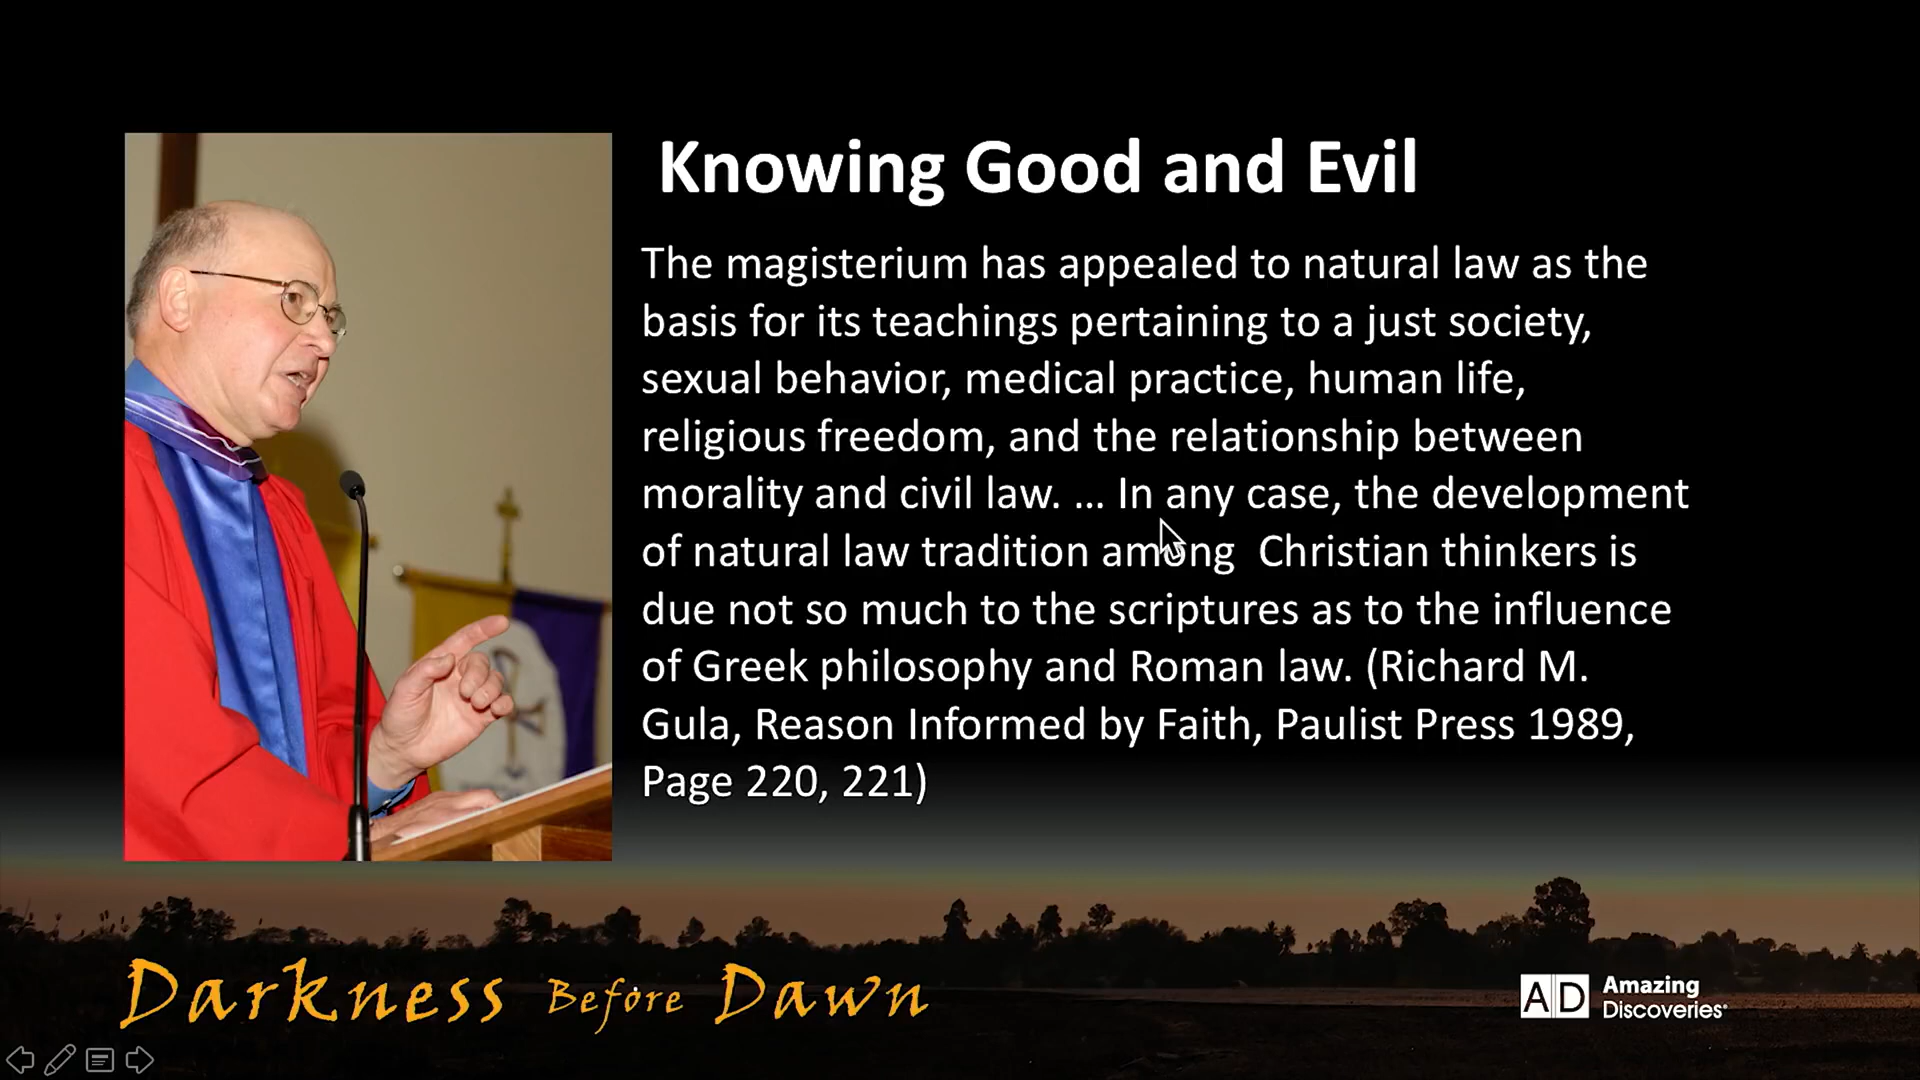 Knowing Good and Evil
The magisterium has appealed to natural law as the
basis for its teachings pertaining to a just society,
sexual behavior, medical practice, human life,
religious freedom, and the relationship between
morality and civil law. ... In any case, the development
of natural law tradition among  Christian thinkers is
due not so much to the scriptures as to the influence
of Greek philosophy and Roman law. (Richard M.
Gula, Reason Informed by Faith, Paulist Press 1989,
Page 220, 221)
Darkness Before Dawn
AD Amazing
Discoveries